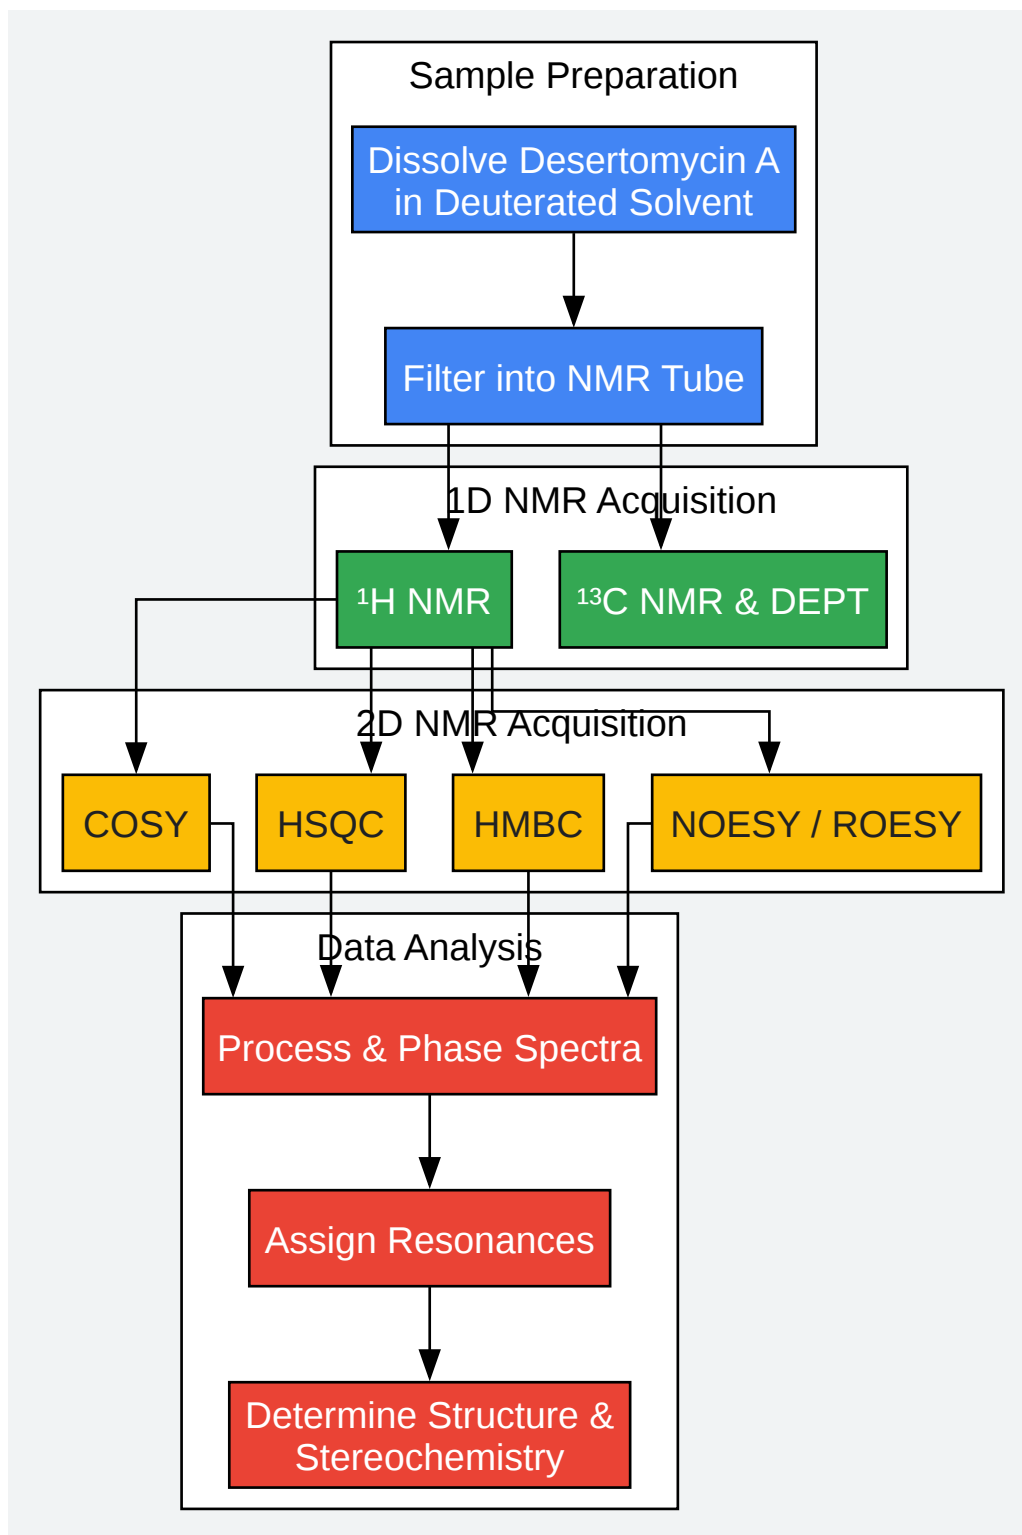 Sample Preparation
Dissolve Desertomycin A
in Deuterated Solvent
Filter into NMR Tube
1D NMR Acquisition
¹H NMR
¹³C NMR & DEPT
2D NMR Acquisition
COSY
HSQC
HMBC
NOESY / ROESY
Data Analysis
Process & Phase Spectra
Assign Resonances
Determine Structure &
Stereochemistry